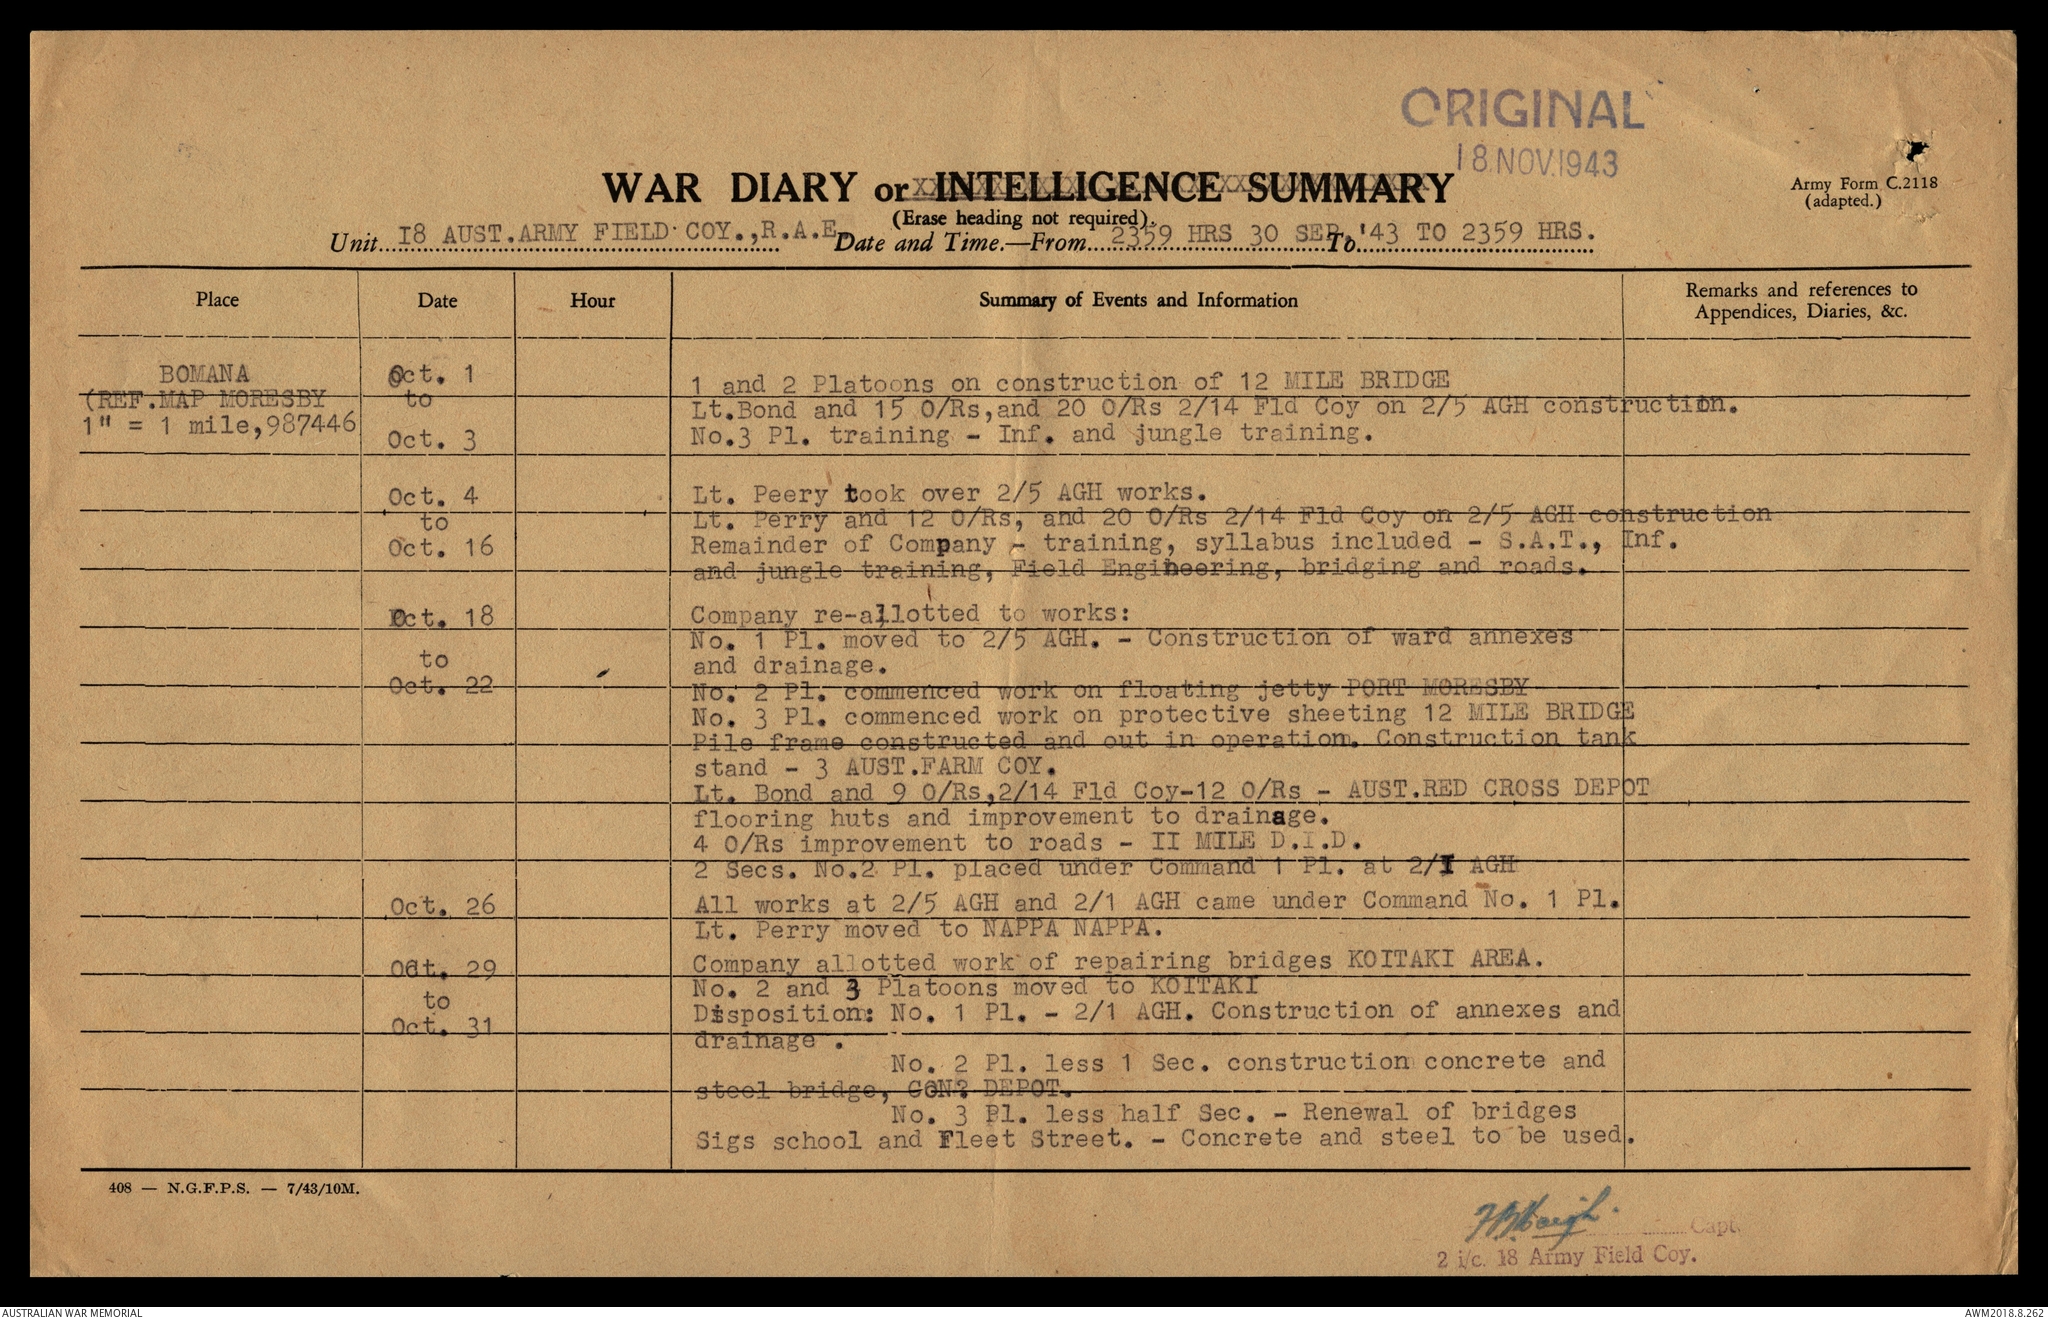 ORIGINAL
18 NOV 1943
WAR DIARY or INTELLIGENCE SUMMARY
Army Form C.2118
(adapted.)
(Erase heading not required).
Unit 18 AUST.ARMY FIELD COY.,R.A.E. Date and Time.—From 2359 HRS 30 SEP. To '43 TO 2359 HRS.
Place Date Hour Summary of Events and Information Remarks and references to
Appendices, Diaries, &c.
BOMANA Oct. 1 1 and 2 Platoons on construction of 12 MILE BRIDGE
(REF.MAP MORESBY to Lt.Bond and 15 O/Rs,and 20 O/Rs 2/14 Fld Coy on 2/5 AGH construction.
1" = 1 mile,987446 Oct. 3 No.3 Pl. training - Inf. and jungle training.
Oct. 4 Lt. Peery took over 2/5 AGH works.
to Lt. Perry and 12 O/Rs, and 20 O/Rs 2/14 Fld Coy on 2/5 AGH construction
Oct. 16 Remainder of Company - training, syllabus included - S.A.T., Inf.
and jungle training, Field Engineering, bridging and roads.
Oct. 18 Company re-allotted to works:
No. 1 Pl. moved to 2/5 AGH. - Construction of ward annexes
to and drainage.
Oct. 22 No. 2 Pl. commenced work on floating jetty PORT MORESBY
No. 3 Pl. commenced work on protective sheeting 12 MILE BRIDGE
Pile frame constructed and out in operation. Construction tank
stand - 3 AUST.FARM COY.
Lt. Bond and 9 O/Rs,2/14 Fld Coy-12 O/Rs - AUST.RED CROSS DEPOT
flooring huts and improvement to drainage.
4 O/Rs improvement to roads - II MILE D.I.D.
2 Secs. No.2 Pl. placed under Command 1 Pl. at 2/1 AGH
Oct. 26 All works at 2/5 AGH and 2/1 AGH came under Command No. 1 Pl.
Lt. Perry moved to NAPPA NAPPA.
Oct. 29 Company allotted work of repairing bridges KOITAKI AREA.
No. 2 and 3 Platoons moved to KOITAKI
to Disposition: No. 1 Pl. - 2/1 AGH. Construction of annexes and
Oct. 31 drainage .
No. 2 Pl. less 1 Sec. construction concrete and
steel bridge, CON? DEPOT.
No. 3 Pl. less half Sec. - Renewal of bridges
Sigs school and Fleet Street. - Concrete and steel to be used.
408 — N.G.F.P.S. — 7/43/10M.
Capt.
2 i/c. 18 Army Field Coy.
AUSTRALIAN WAR MEMORIAL AWM2018.8.262